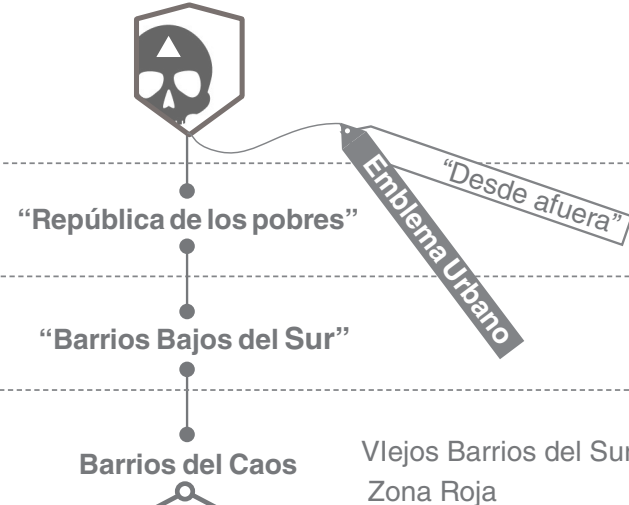 “Desde afuera”
Emblema Urbano
“República de los pobres”
“Barrios Bajos del Sur”
Barrios del Caos
VIejos Barrios del Sur
Zona Roja